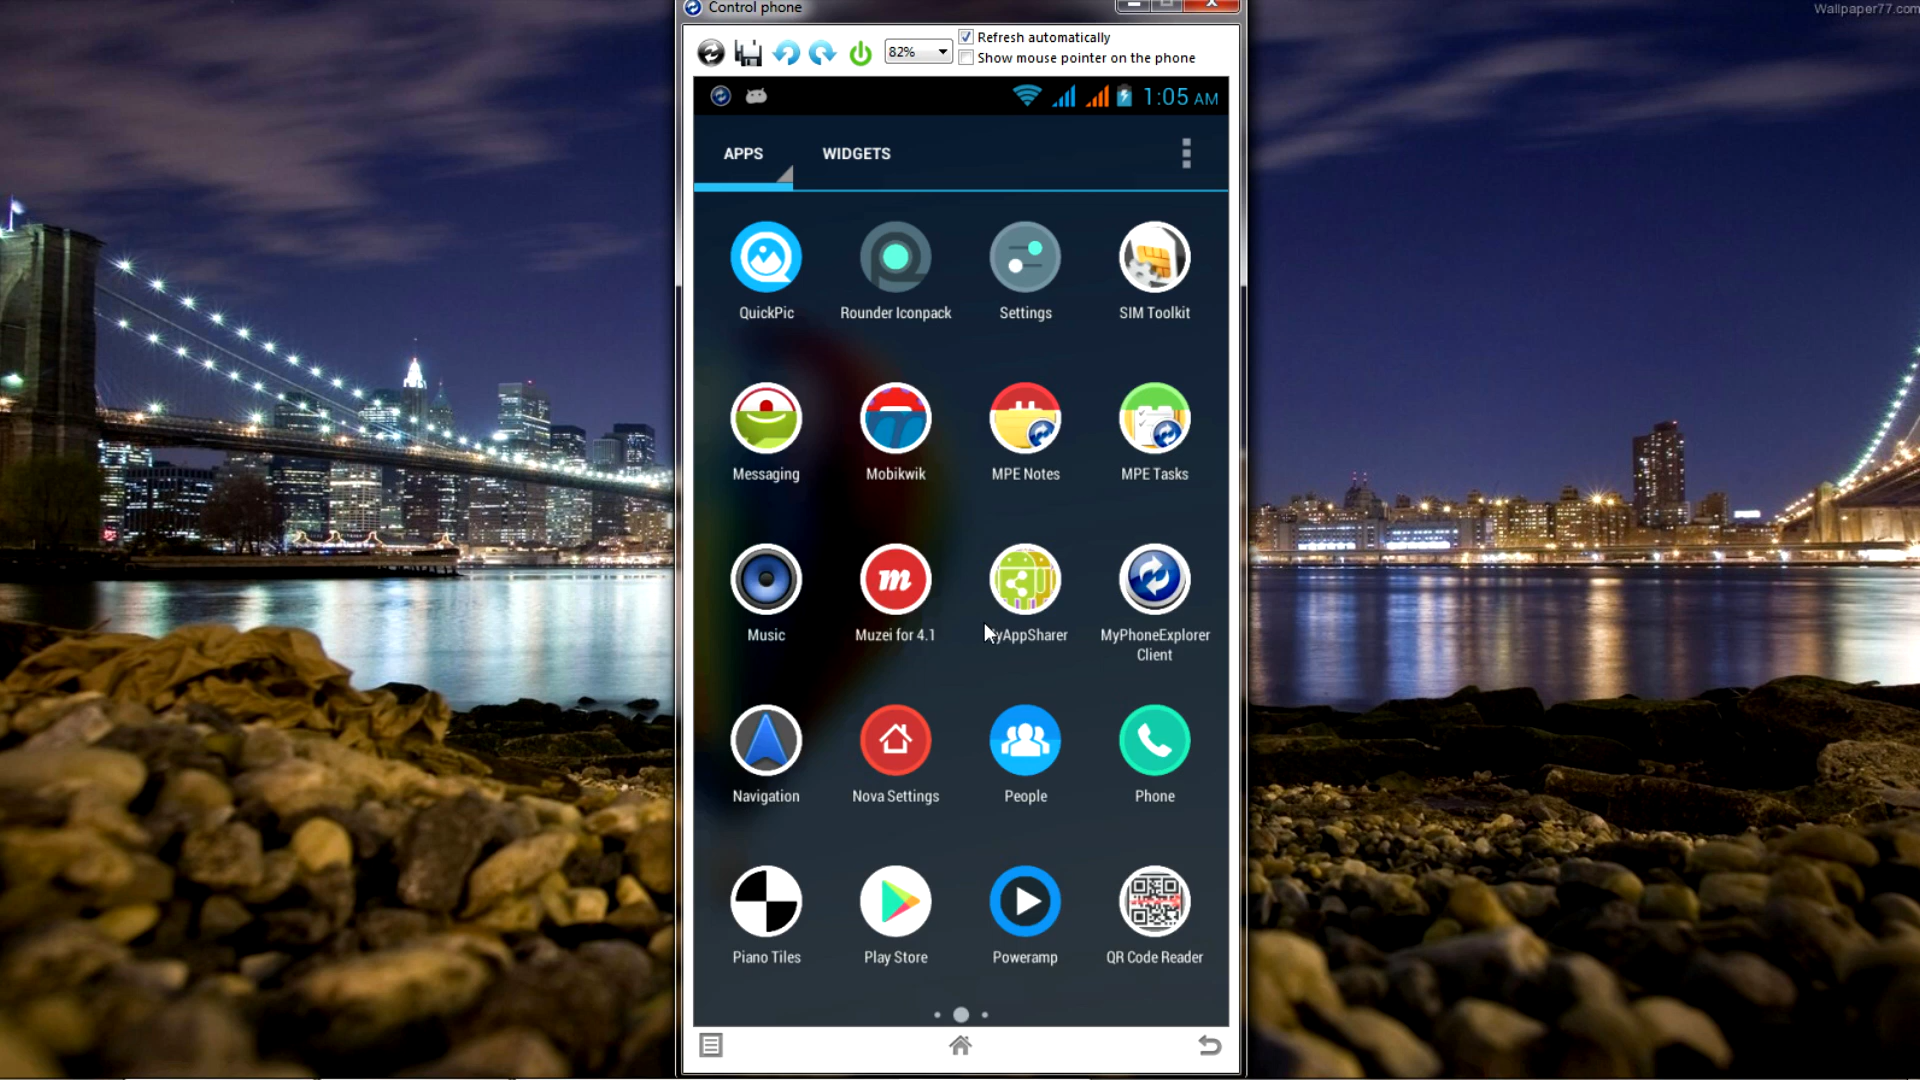 Control phone
Wallpaper77.com
Refresh automatically
82%
Show mouse pointer on the phone
1:05 AM
APPS
WIDGETS
QuickPic
Rounder Iconpack
Settings
SIM Toolkit
Messaging
Mobikwik
MPE Notes
MPE Tasks
m
Music
Muzei for 4.1
yAppSharer
MyPhoneExplorer
Client
Navigation
Nova Settings
People
Phone
Piano Tiles
Play Store
Poweramp
QR Code Reader